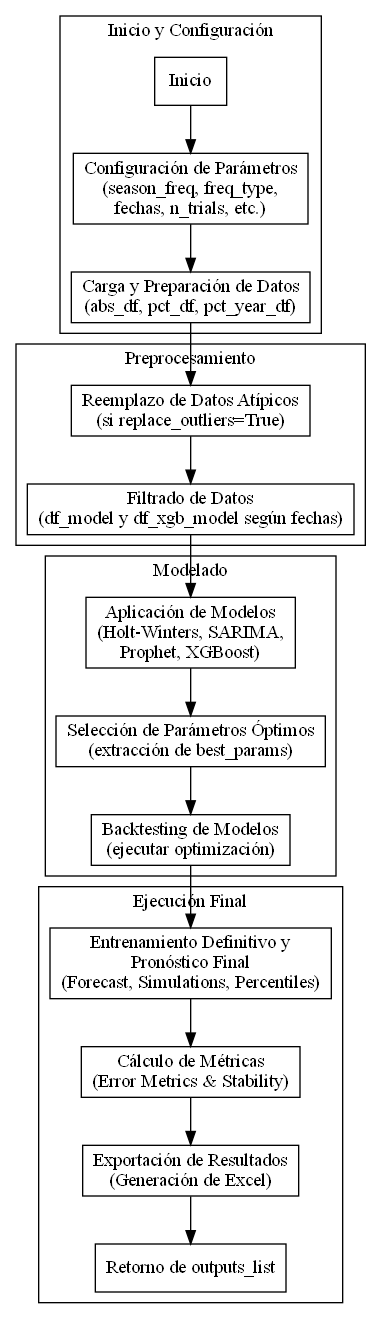 Inicio y Configuración
Inicio
Configuración de Parámetros
(season_freq, freq_type,
fechas, n_trials, etc.)
Carga y Preparación de Datos
(abs_df, pct_df, pct_year_df)
Preprocesamiento
Reemplazo de Datos Atípicos
(si replace_outliers=True)
Filtrado de Datos
(df_model y df_xgb_model según fechas)
Modelado
Aplicación de Modelos
(Holt-Winters, SARIMA,
Prophet, XGBoost)
Selección de Parámetros Óptimos
(extracción de best_params)
Backtesting de Modelos
(ejecutar optimización)
Ejecución Final
Entrenamiento Definitivo y
Pronóstico Final
(Forecast, Simulations, Percentiles)
Cálculo de Métricas
(Error Metrics & Stability)
Exportación de Resultados
(Generación de Excel)
Retorno de outputs_list